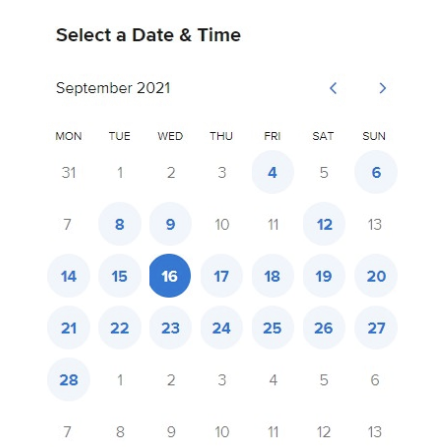 Select a Date & Time
September 2021
MON TUE WED THU FRI SAT SUN
31 1 2 3 4 5 6
7 8 9 10 11 12 13
14 15 16 17 18 19 20
21 22 23 24 25 26 27
28 1 2 3 4 5 6
7 8 9 10 11 12 13